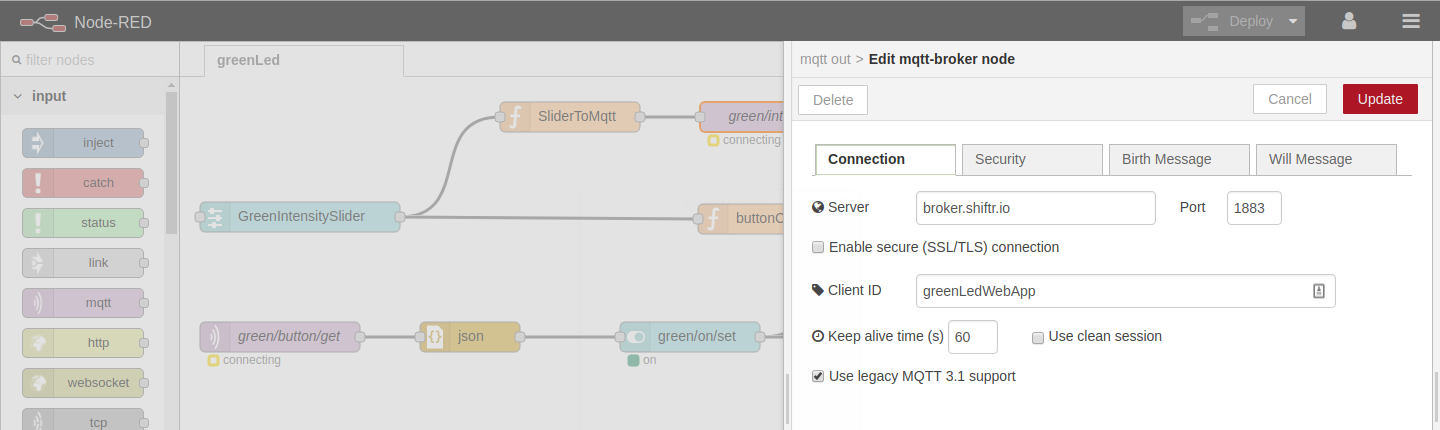 Node-RED
Deploy
filter nodes
input
inject
catch
status
link
mqtt
http
websocket
tcp
greenLed
SliderToMqtt
green/int
connecting
GreenIntensitySlider
buttonC
green/button/get
connecting
json
green/on/set
on
mqtt out > Edit mqtt-broker node
Delete
Cancel
Update
Connection
Security
Birth Message
Will Message
Server broker.shiftr.io Port 1883
Enable secure (SSL/TLS) connection
Client ID greenLedWebApp
Keep alive time (s) 60 Use clean session
Use legacy MQTT 3.1 support